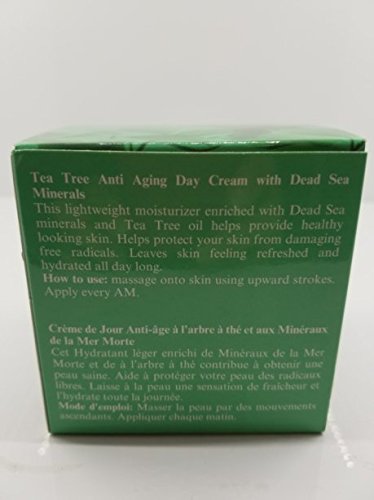 Tea Tree Anti Aging Day Cream with Dead Sea
Minerals
This lightweight moisturizer enriched with Dead Sea
minerals and Tea Tree oil helps provide healthy
looking skin. Helps protect your skin from damaging
free radicals. Leaves skin feeling refreshed and
hydrated all day long.
How to use: massage onto skin using upward strokes.
Apply every AM.
Crème de Jour Anti-âge à l'arbre à thé et aux Minéraux
de la Mer Morte
Cet Hydratant léger enrichi de Minéraux de la Mer
Morte et de à l'arbre à thé contribue à obtenir une
peau saine. Aide à protéger votre peau des radicaux
libres. Laisse à la peau une sensation de fraîcheur et
l'hydrate toute la journée.
Mode d'emploi: Masser la peau par des mouvements
ascendants. Appliquer chaque matin.